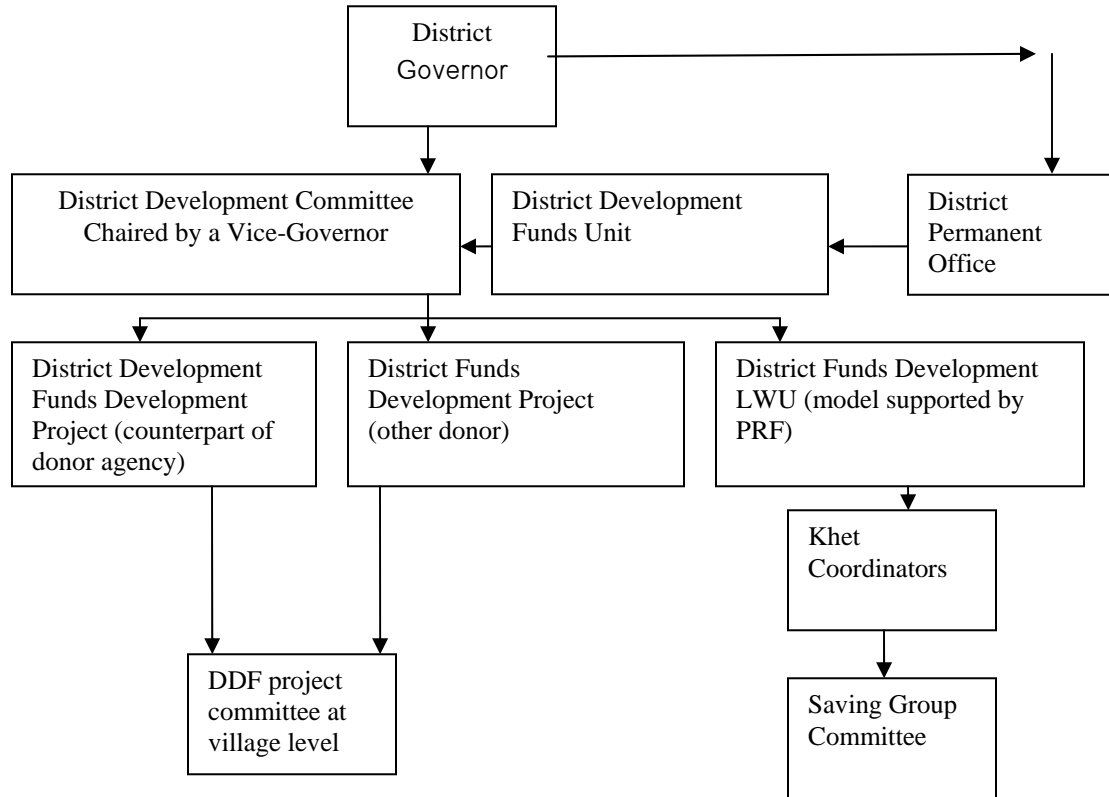 District
Governor
District Development Committee
Chaired by a Vice-Governor
District Development
Funds Unit
District
Permanent
Office
District Development
Funds Development
Project (counterpart of
donor agency)
District Funds
Development Project
(other donor)
District Funds Development
LWU (model supported by
PRF)
Khet
Coordinators
DDF project
committee at
village level
Saving Group
Committee